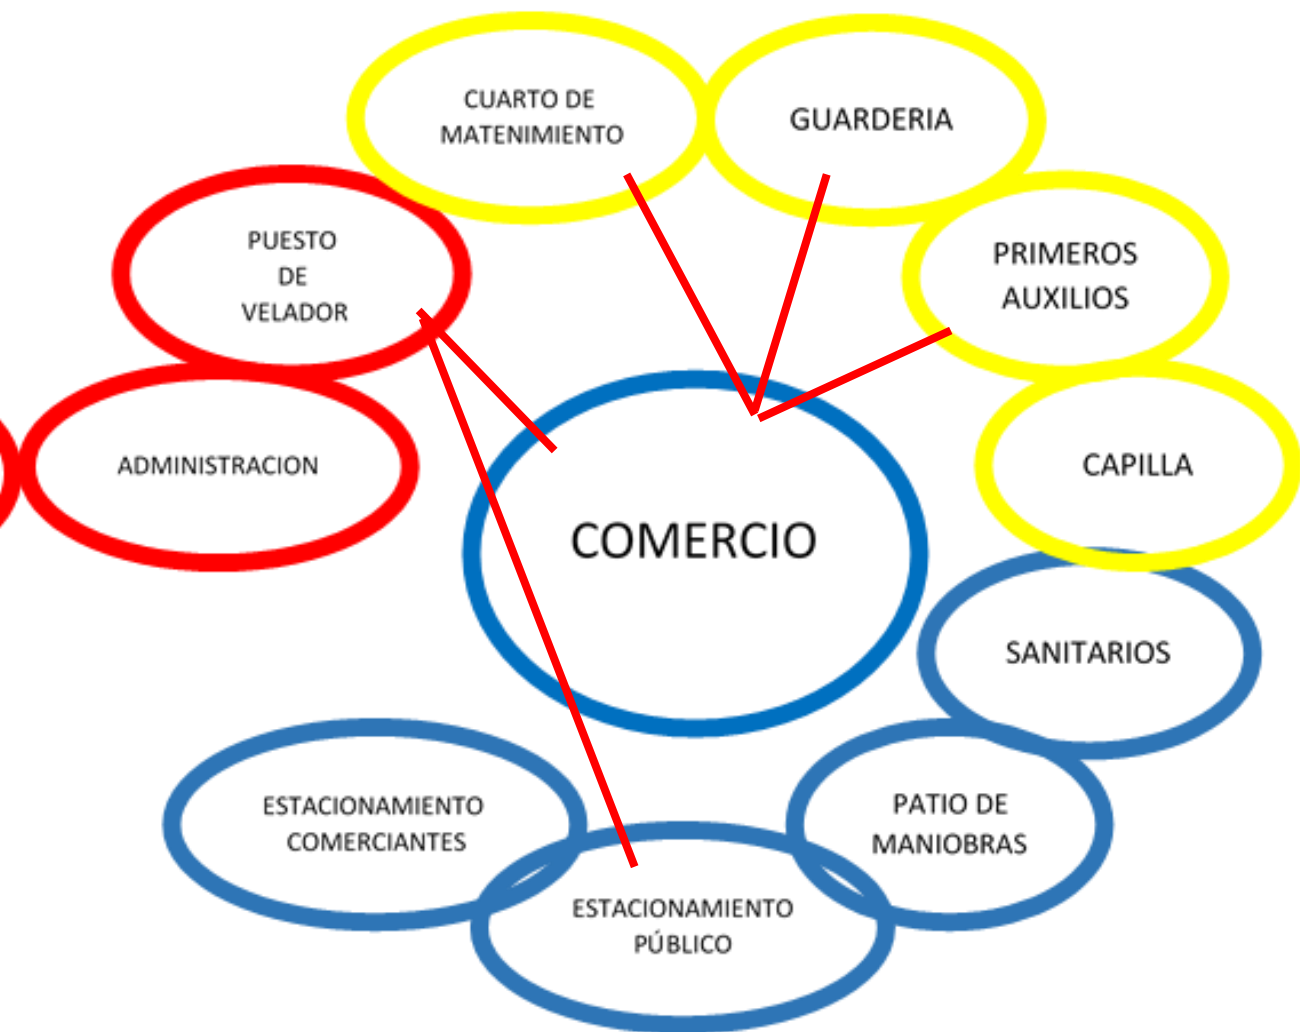 CUARTO DE
MATENIMIENTO
GUARDERIA
PUESTO
DE
VELADOR
PRIMEROS
AUXILIOS
ADMINISTRACION
CAPILLA
COMERCIO
SANITARIOS
ESTACIONAMIENTO
COMERCIANTES
PATIO DE
MANIOBRAS
ESTACIONAMIENTO
PÚBLICO